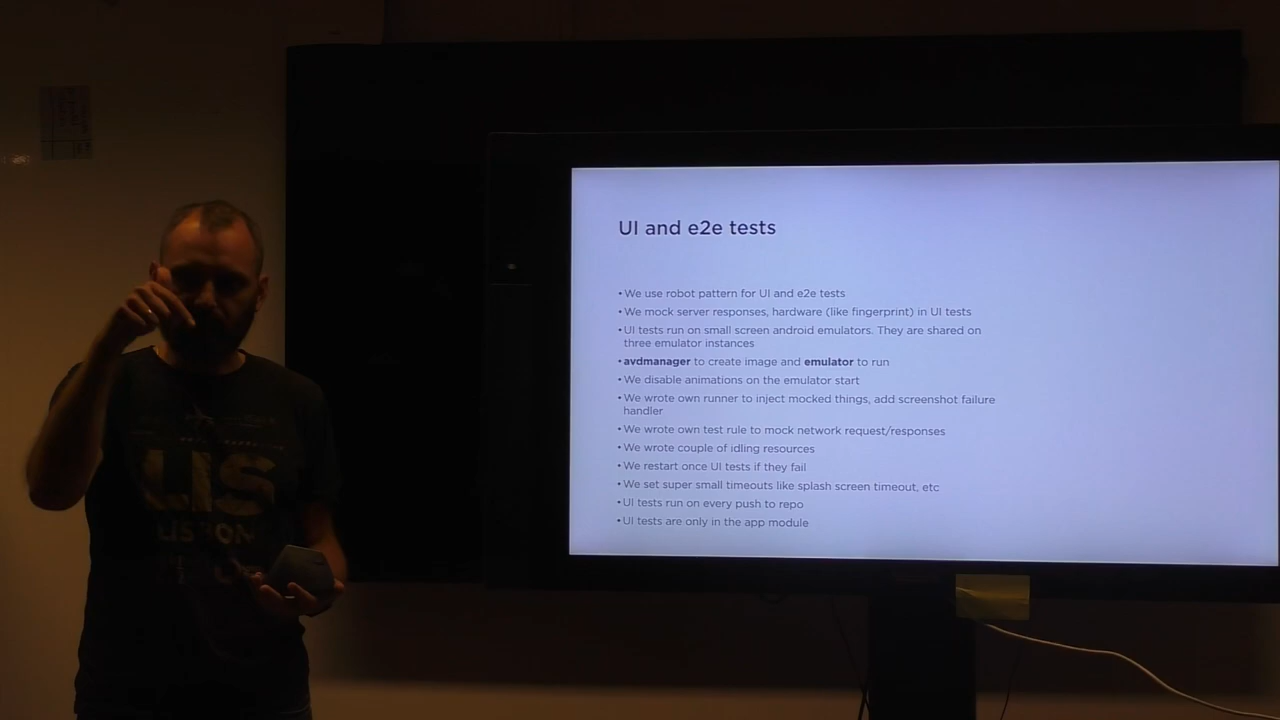 UI and e2e tests
• We use robot pattern for UI and e2e tests
• We mock server responses, hardware (like fingerprint) in UI tests
• UI tests run on small screen android emulators. They are shared on
three emulator instances
• avdmanager to create image and emulator to run
• We disable animations on the emulator start
• We wrote own runner to inject mocked things, add screenshot failure
handler
• We wrote own test rule to mock network request/responses
• We wrote couple of idling resources
• We restart once UI tests if they fail
• We set super small timeouts like splash screen timeout, etc
• UI tests run on every push to repo
• UI tests are only in the app module
LIS